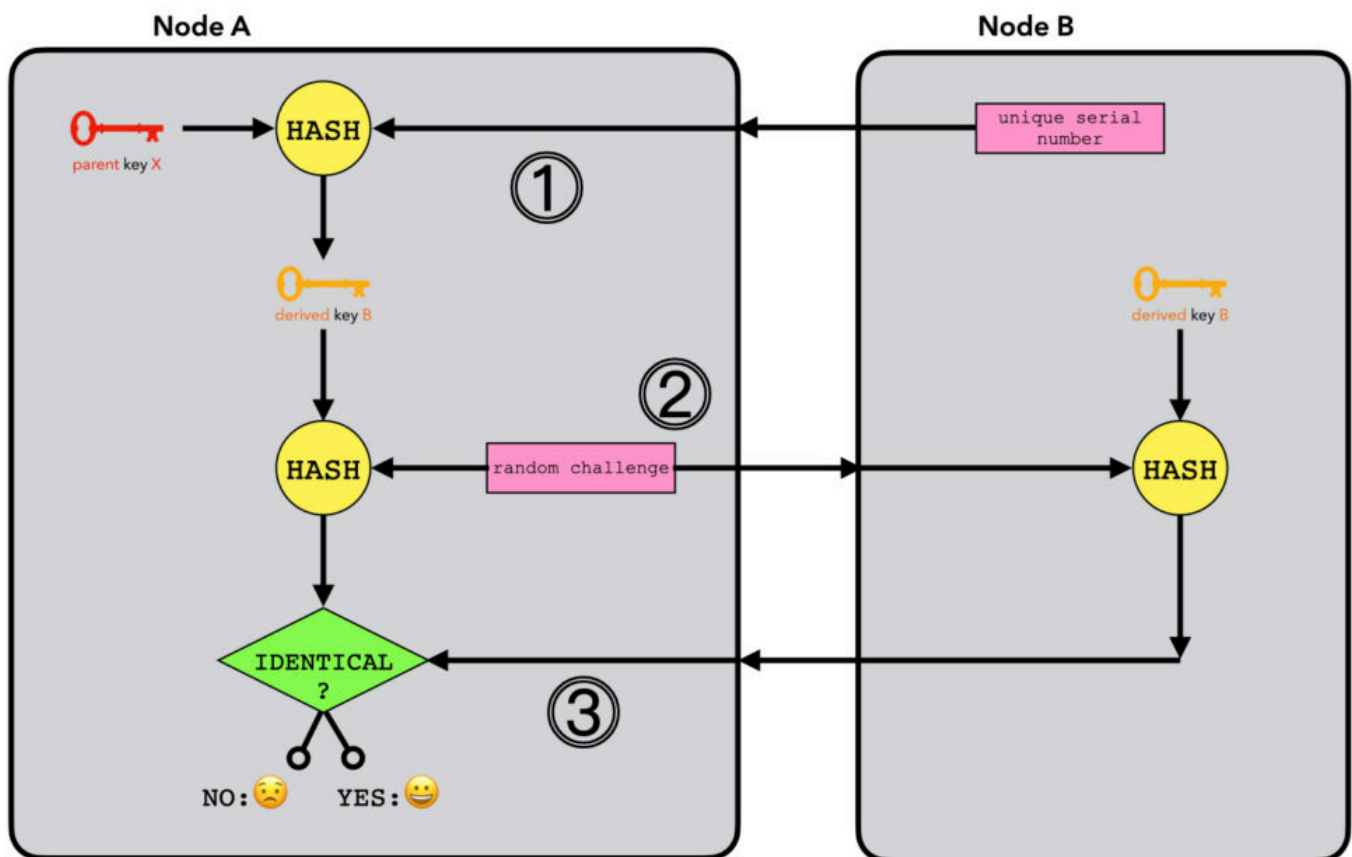 Node A
Node B
HASH
unique serial
number
parent key X
①
derived key B
derived key B
②
HASH
random challenge
HASH
IDENTICAL
?
③
NO:😟 YES:😀